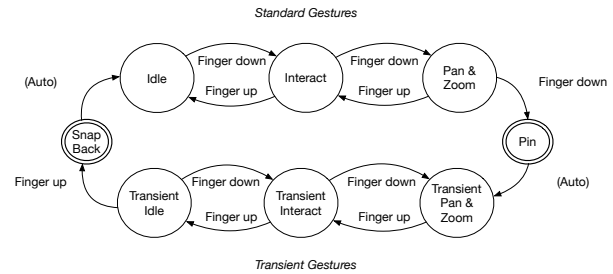 Standard Gestures
Finger down
Finger down
(Auto)
Idle
Interact
Pan &
Zoom
Finger down
Finger up
Finger up
Snap
Back
Pin
Finger up
(Auto)
Transient
Idle
Finger down
Transient
Interact
Finger down
Transient
Pan &
Zoom
Finger up
Finger up
Transient Gestures